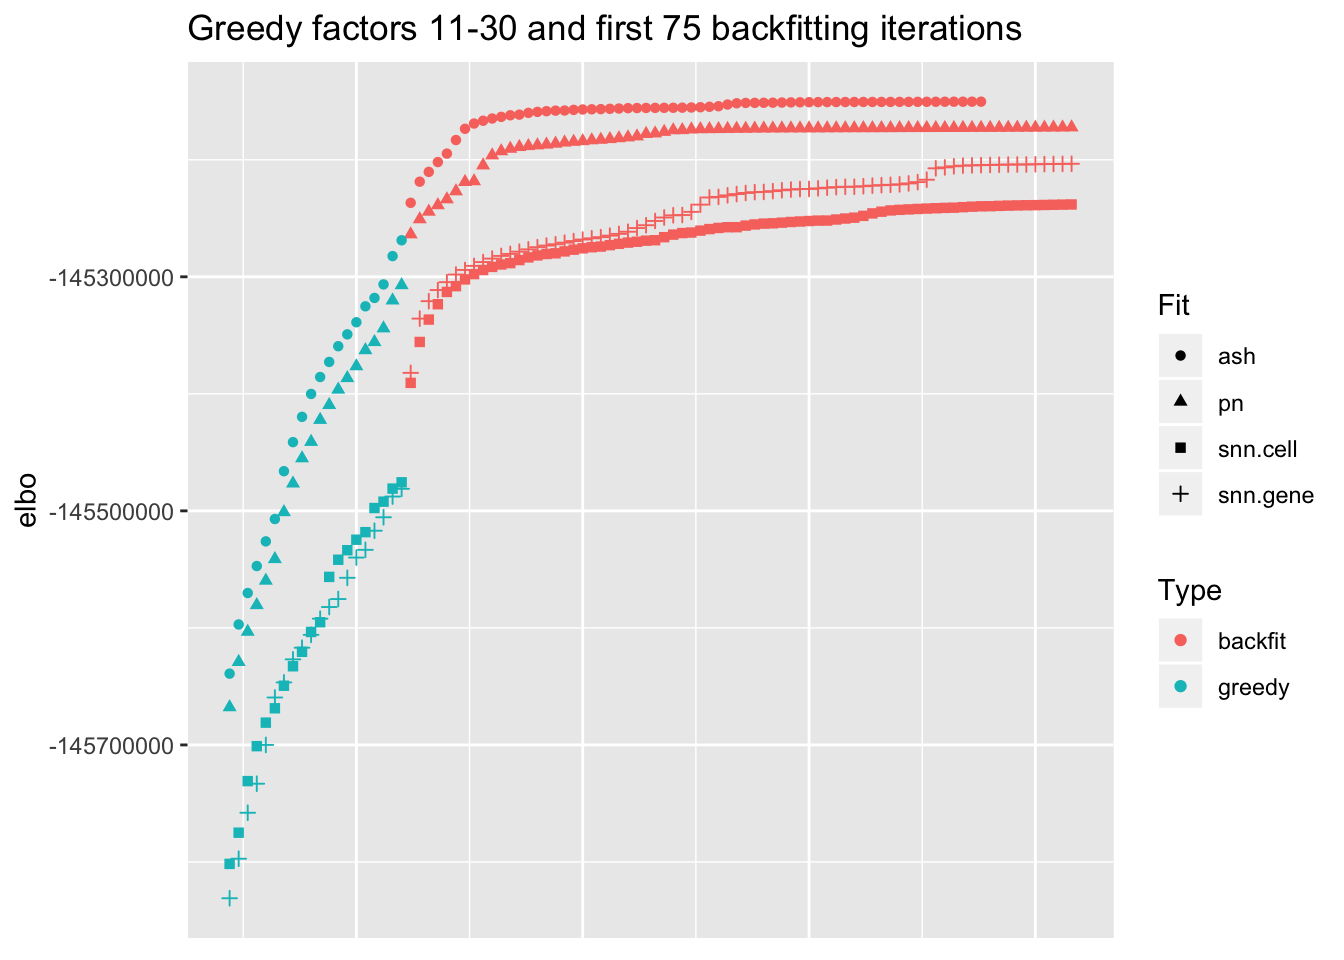 Greedy factors 11-30 and first 75 backfitting iterations
elbo
-145300000
-145500000
-145700000
Fit
ash
pn
snn.cell
snn.gene
Type
backfit
greedy